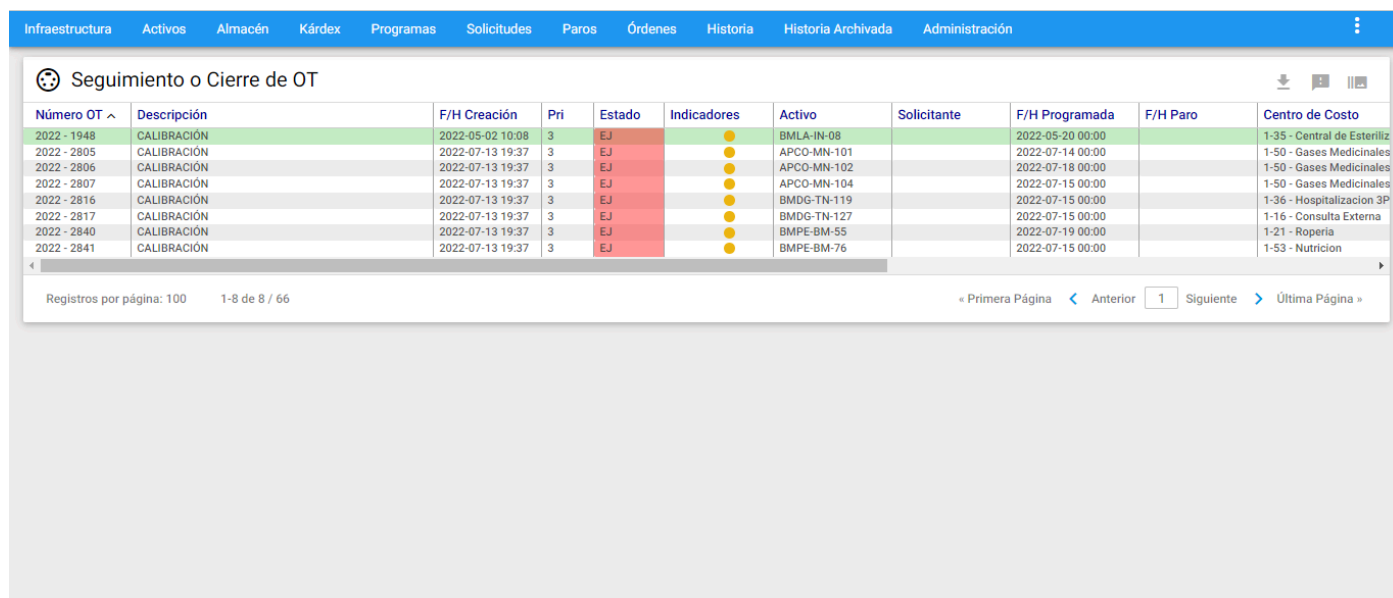 Infraestructura Activos Almacén Kárdex Programas Solicitudes Paros Órdenes Historia Historia Archivada Administración
Seguimiento o Cierre de OT
Número OT Descripción F/H Creación Pri Estado Indicadores Activo Solicitante F/H Programada F/H Paro Centro de Costo
2022 - 1948 CALIBRACIÓN 2022-05-02 10:08 3 EJ BMLA-IN-08 2022-05-20 00:00 1-35 - Central de Esteriliz
2022 - 2805 CALIBRACIÓN 2022-07-13 19:37 3 EJ APCO-MN-101 2022-07-14 00:00 1-50 - Gases Medicinales
2022 - 2806 CALIBRACIÓN 2022-07-13 19:37 3 EJ APCO-MN-102 2022-07-18 00:00 1-50 - Gases Medicinales
2022 - 2807 CALIBRACIÓN 2022-07-13 19:37 3 EJ APCO-MN-104 2022-07-15 00:00 1-50 - Gases Medicinales
2022 - 2816 CALIBRACIÓN 2022-07-13 19:37 3 EJ BMDG-TN-119 2022-07-15 00:00 1-36 - Hospitalizacion 3P
2022 - 2817 CALIBRACIÓN 2022-07-13 19:37 3 EJ BMDG-TN-127 2022-07-15 00:00 1-16 - Consulta Externa
2022 - 2840 CALIBRACIÓN 2022-07-13 19:37 3 EJ BMPE-BM-55 2022-07-19 00:00 1-21 - Roperia
2022 - 2841 CALIBRACIÓN 2022-07-13 19:37 3 EJ BMPE-BM-76 2022-07-15 00:00 1-53 - Nutricion
Registros por página: 100 1-8 de 8 / 66 « Primera Página Anterior 1 Siguiente Última Página »